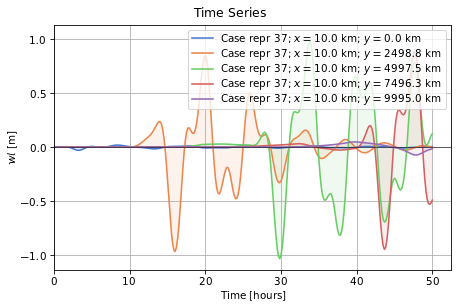 Time Series
Case repr 37; x = 10.0 km; y = 0.0 km
Case repr 37; x = 10.0 km; y = 2498.8 km
Case repr 37; x = 10.0 km; y = 4997.5 km
Case repr 37; x = 10.0 km; y = 7496.3 km
Case repr 37; x = 10.0 km; y = 9995.0 km
wl [m]
1.0
0.5
0.0
−0.5
−1.0
0 10 20 30 40 50
Time [hours]